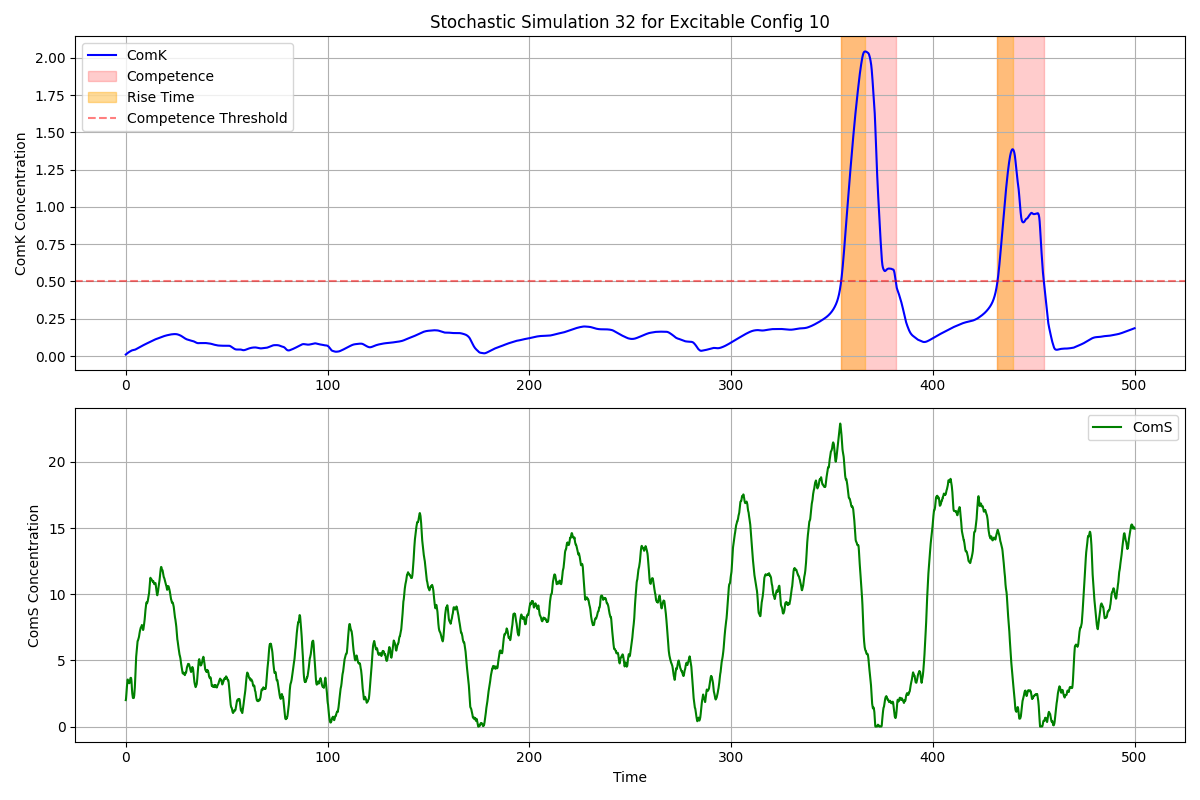 Stochastic Simulation 32 for Excitable Config 10
ComK
Competence
Rise Time
Competence Threshold
ComK Concentration
2.00
1.75
1.50
1.25
1.00
0.75
0.50
0.25
0.00
0 100 200 300 400 500
ComS
ComS Concentration
20
15
10
5
0
0 100 200 300 400 500
Time